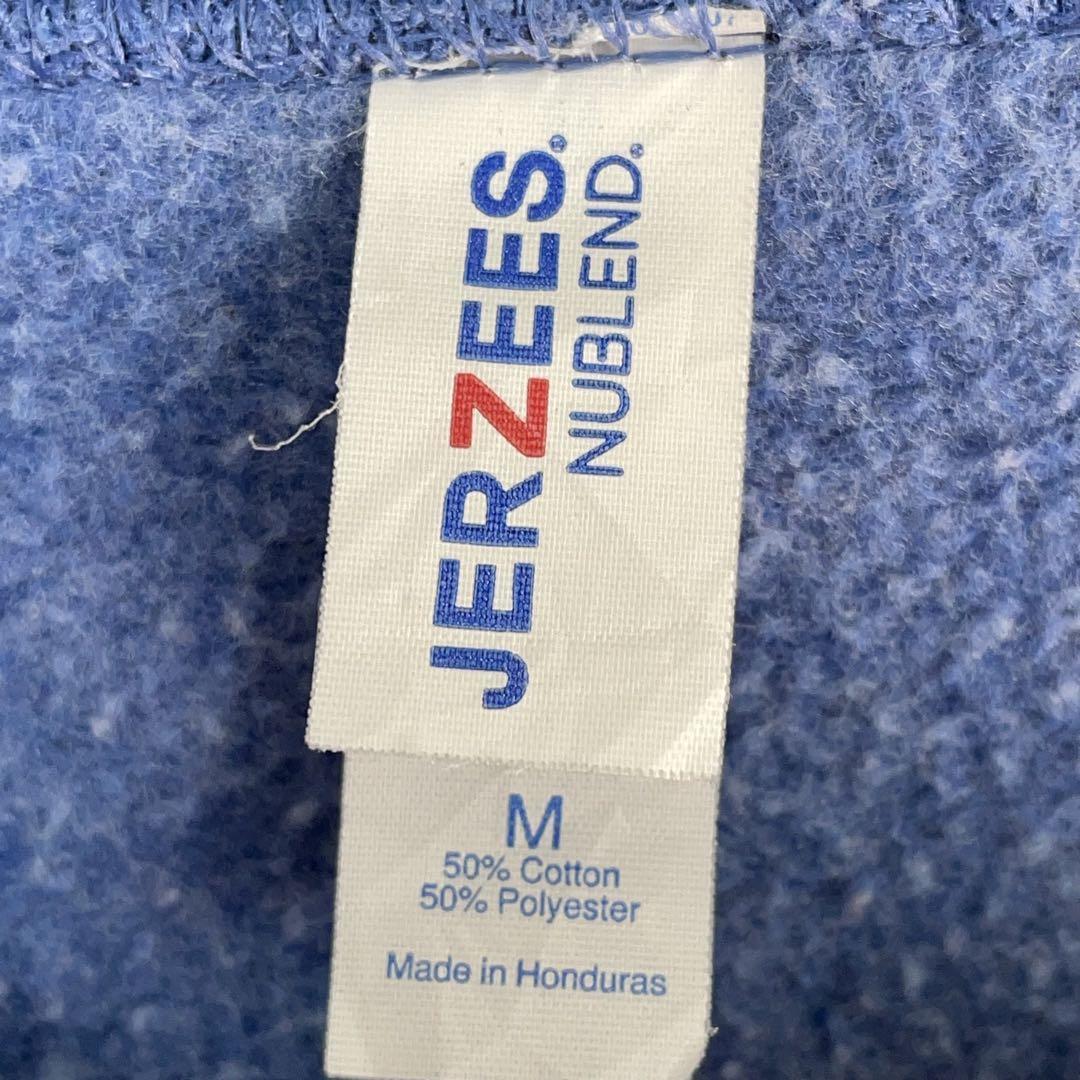 JERZEES®
NUBLEND®
M
50% Cotton
50% Polyester
Made in Honduras